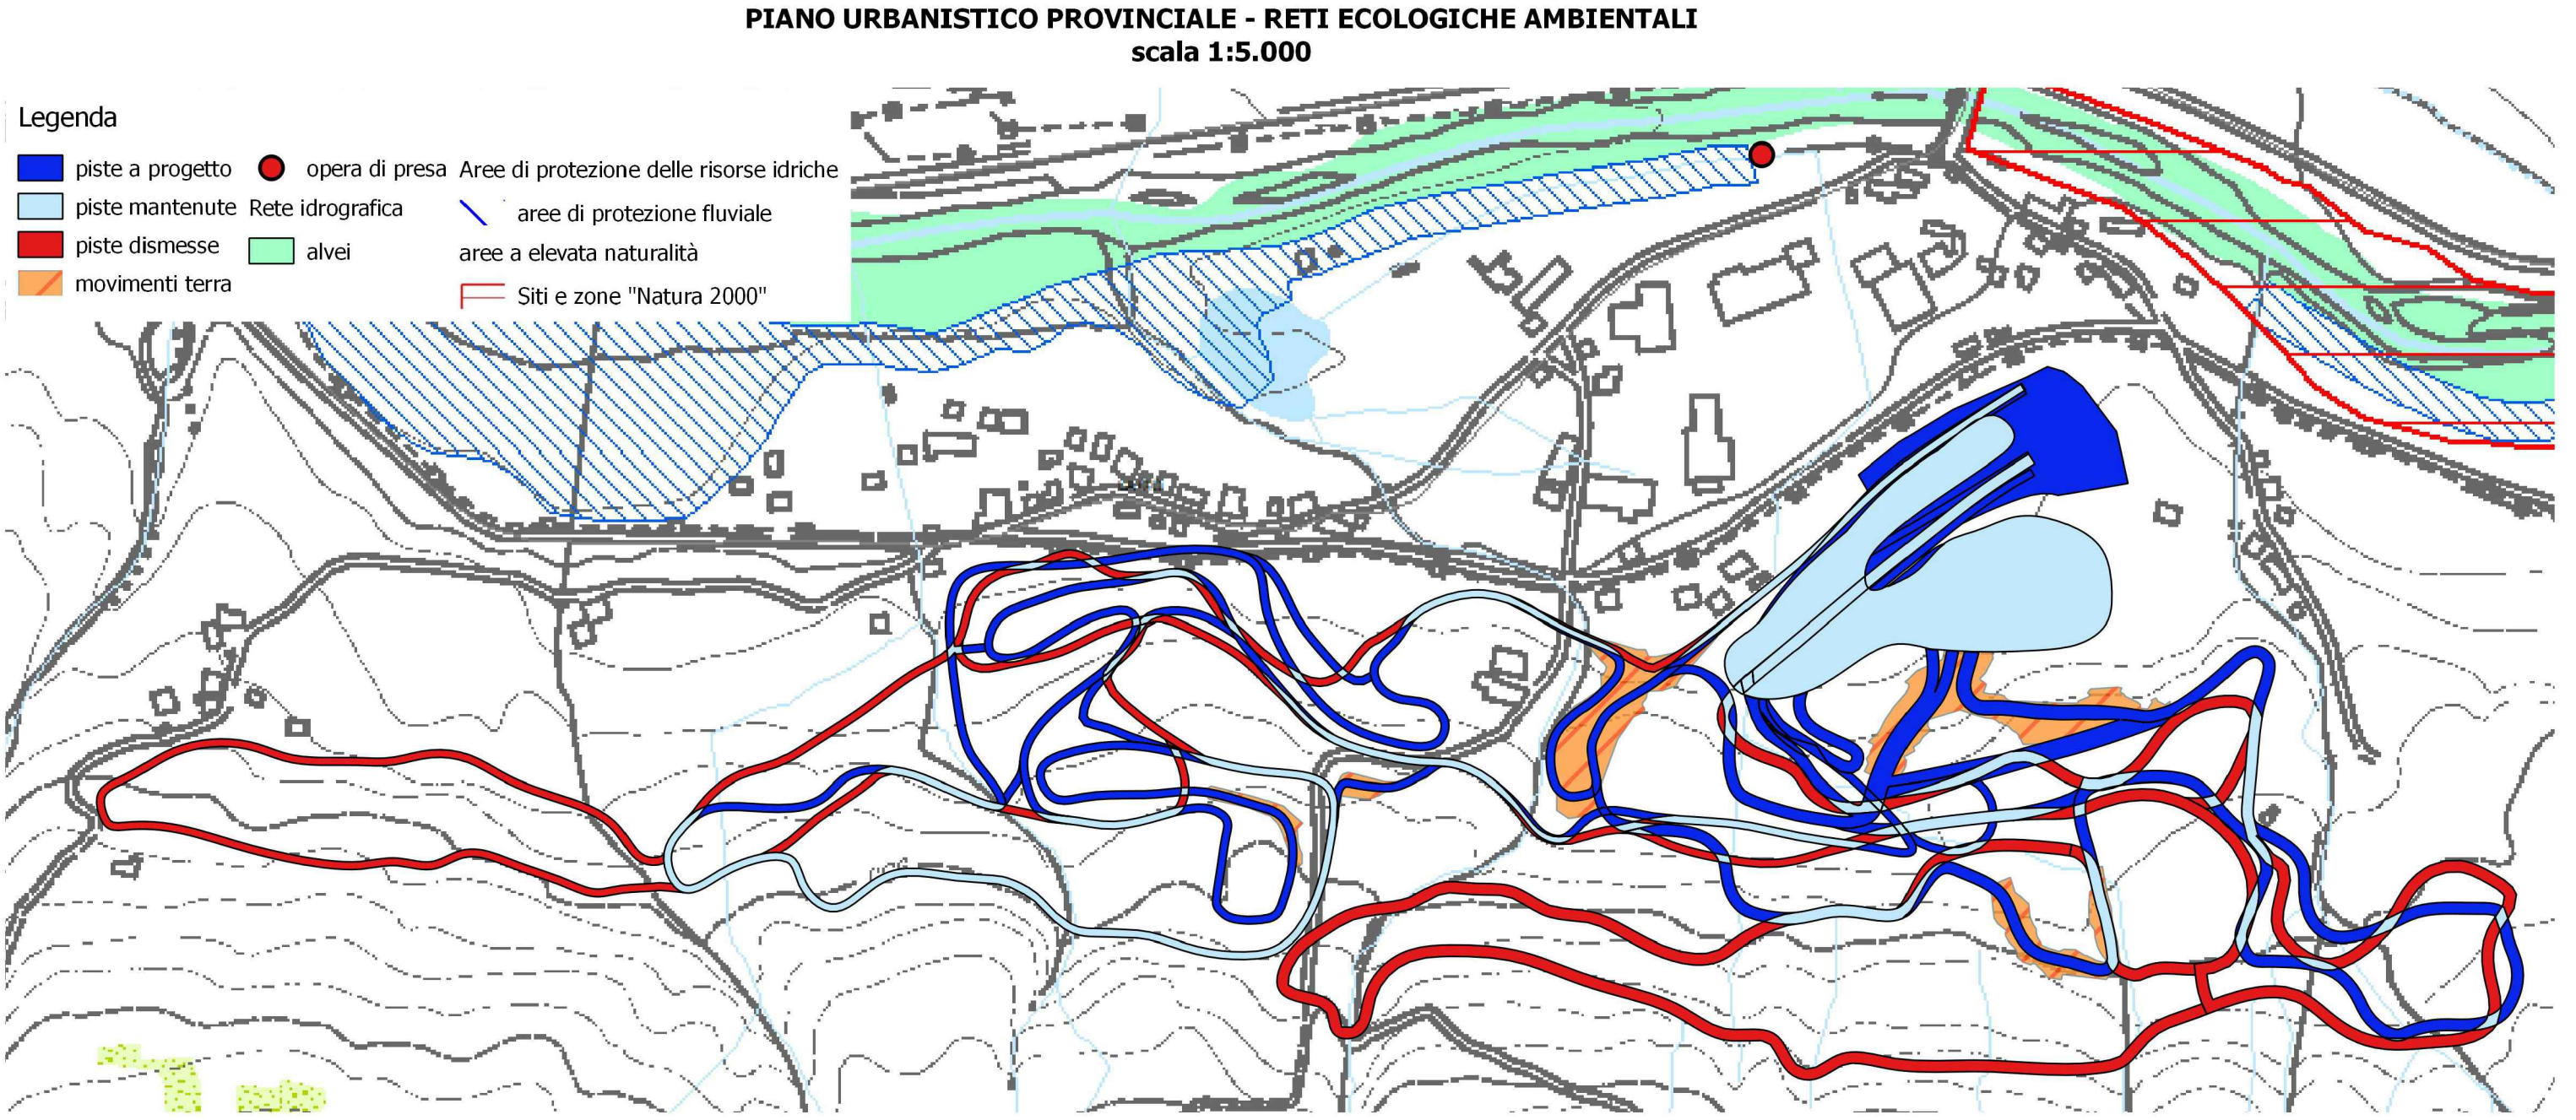 PIANO URBANISTICO PROVINCIALE - RETI ECOLOGICHE AMBIENTALI
scala 1:5.000
Legenda
piste a progetto
piste mantenute
piste dismesse
movimenti terra
opera di presa
Rete idrografica
alvei
Aree di protezione delle risorse idriche
aree di protezione fluviale
aree a elevata naturalità
Siti e zone "Natura 2000"